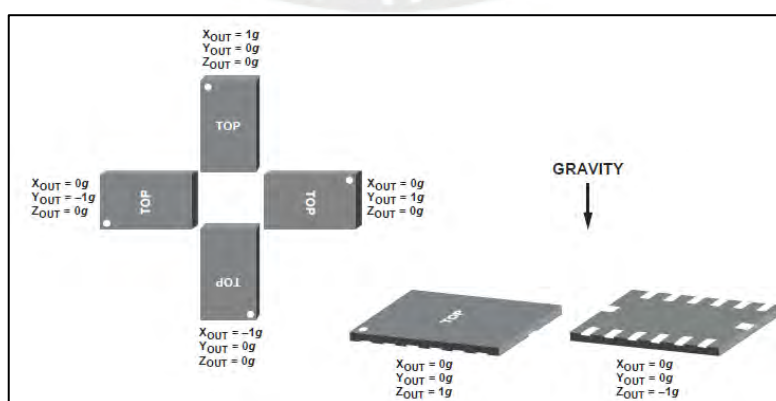 XOUT = 1g
YOUT = 0g
ZOUT = 0g
TOP
XOUT = 0g
YOUT = –1g
ZOUT = 0g
TOP
TOP
XOUT = 0g
YOUT = 1g
ZOUT = 0g
TOP
XOUT = –1g
YOUT = 0g
ZOUT = 0g
GRAVITY
TOP
XOUT = 0g
YOUT = 0g
ZOUT = 1g
XOUT = 0g
YOUT = 0g
ZOUT = –1g